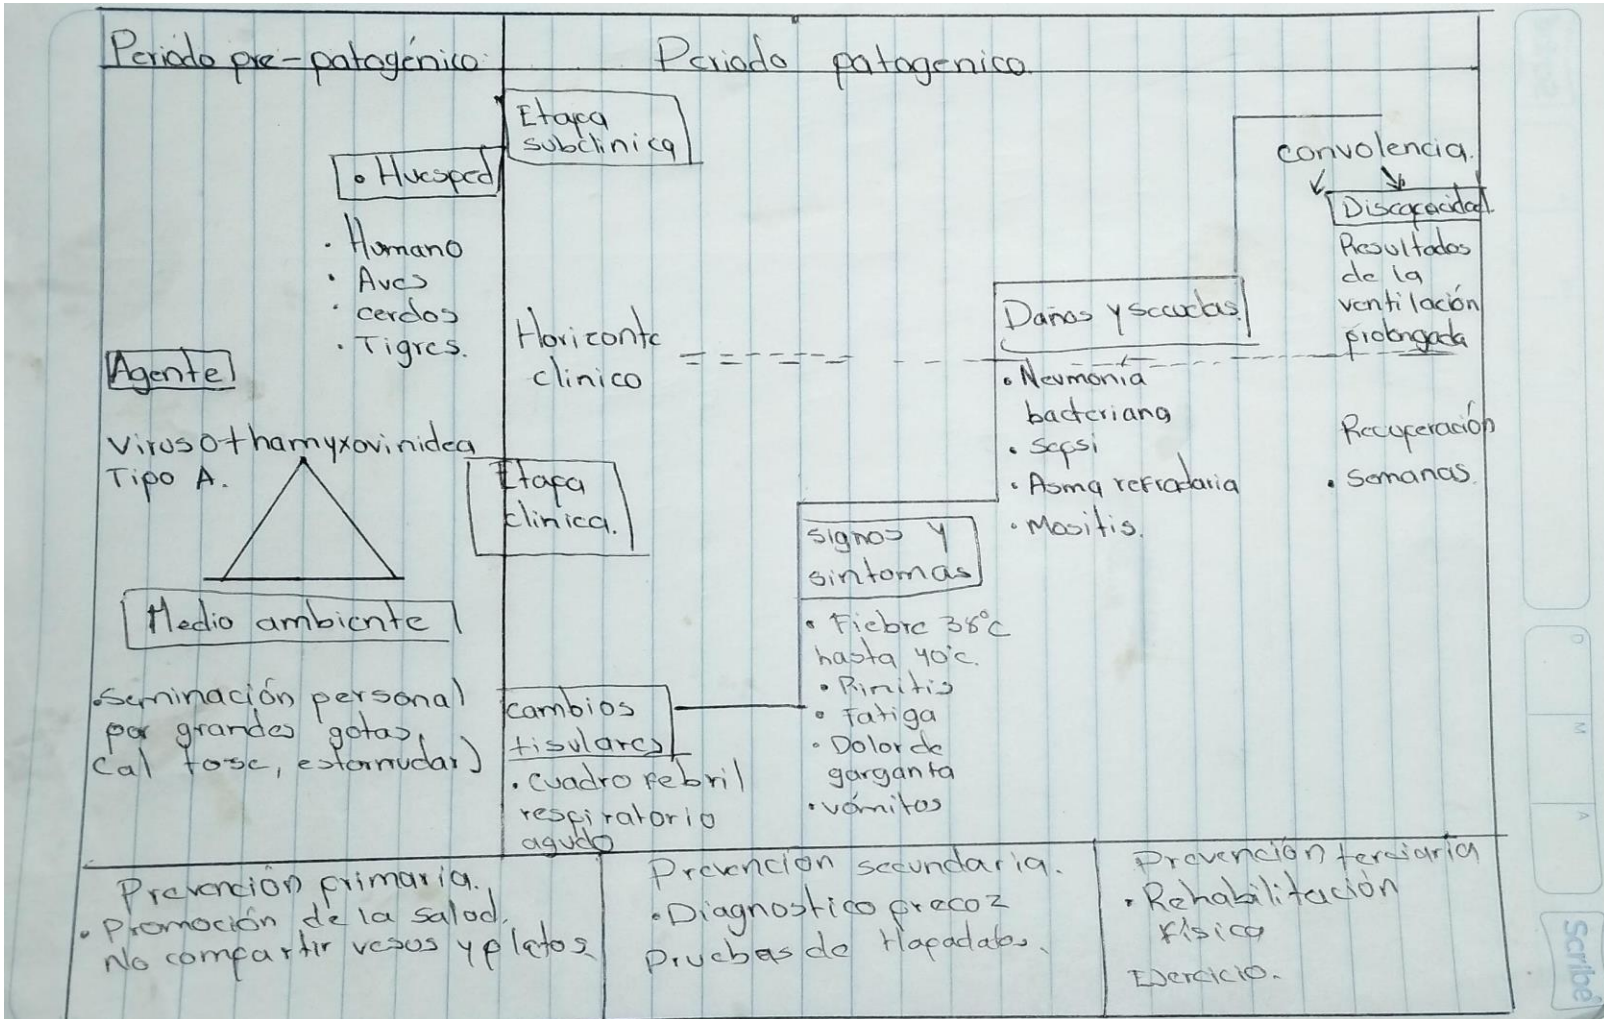 Periodo pre-patogénico
Periodo patogenico
Etapa
subclinica
• Huesped
· Humano
· Aves
· cerdos
· Tigres.
Agente
Virus Othamyxovinidea
Tipo A.
Medio ambiente
• Seminación personal
por grandes gotas,
(al tose, estornudar)
Horizonte
clinico
Etapa
clinica.
cambios
tisulares
• cuadro febril
respiratorio
agudo
signos y
sintomas
• Fiebre 38°C
hasta 40°C.
• Rinitis
• Fatiga
• Dolor de
garganta
• vómitos
Daños y secuelas
• Neumonia
bacteriana
• Sepsi
• Asma refradaria
• Mositis.
convolencia.
Discapacidad.
Resultados
de la
ventilación
prolongada
Recuperación
• Semanas.
Prevención primaria.
• Promoción de la salud.
No compartir vasos y platos.
Prevencion secundaria.
• Diagnostico precoz
Pruebas de
Prevención terciaria
• Rehabilitación
física
Ejercicio.
D
M
A
Scribe